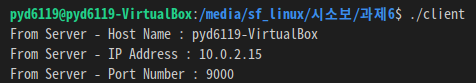 pyd6119@pyd6119-VirtualBox:/media/sf_linux/시소보/과제6$ ./client
From Server - Host Name : pyd6119-VirtualBox
From Server - IP Address : 10.0.2.15
From Server - Port Number : 9000